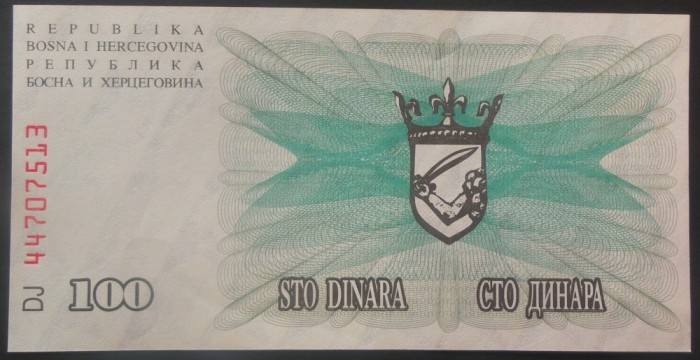 REPUBLIKA
BOSNA I HERCEGOVINA
РЕПУБЛИКА
БОСНА И ХЕРЦЕГОВИНА
DJ 44707513
100
STO DINARA
СТО ДИНАРА